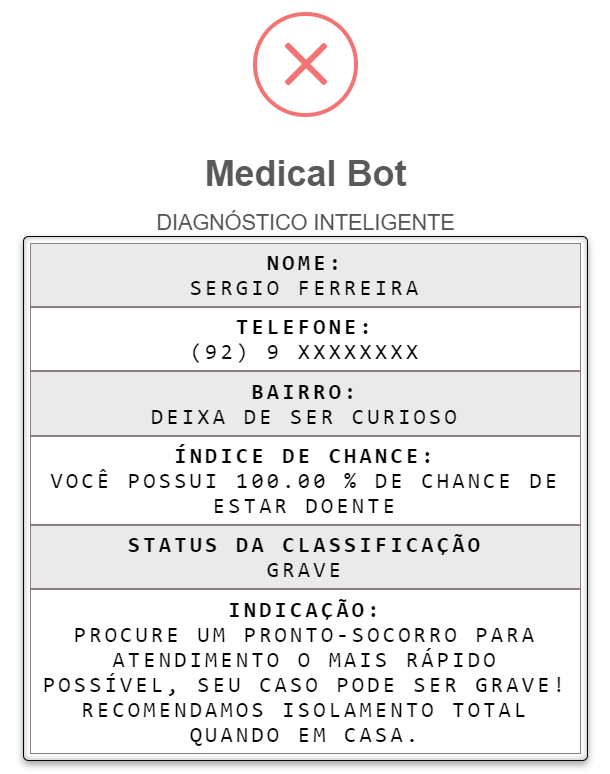 Medical Bot
DIAGNÓSTICO INTELIGENTE
NOME:
SERGIO FERREIRA
TELEFONE:
(92) 9 XXXXXXXX
BAIRRO:
DEIXA DE SER CURIOSO
ÍNDICE DE CHANCE:
VOCÊ POSSUI 100.00 % DE CHANCE DE
ESTAR DOENTE
STATUS DA CLASSIFICAÇÃO
GRAVE
INDICAÇÃO:
PROCURE UM PRONTO-SOCORRO PARA
ATENDIMENTO O MAIS RÁPIDO
POSSÍVEL, SEU CASO PODE SER GRAVE!
RECOMENDAMOS ISOLAMENTO TOTAL
QUANDO EM CASA.